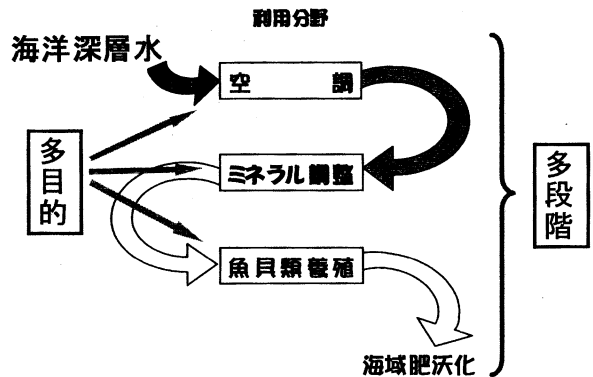 利用分野
海洋深層水
空調
多目的
ミネラル調整
多段階
魚貝類養殖
海域肥沃化